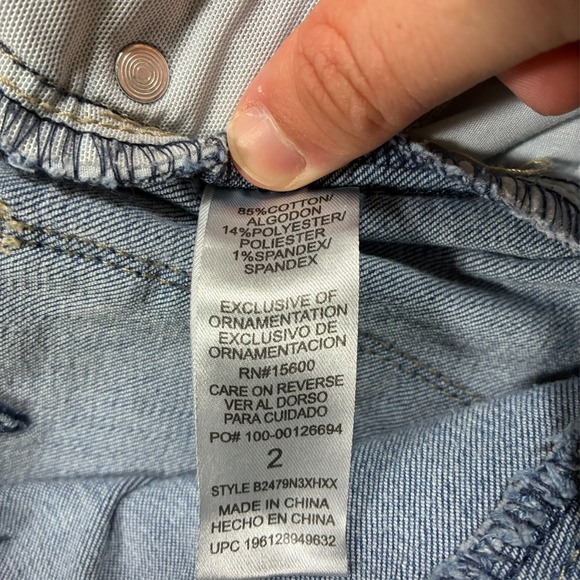 85%COTTON/
ALGODON
14%POLYESTER/
POLIESTER
1%SPANDEX/
SPANDEX
EXCLUSIVE OF
ORNAMENTATION
EXCLUSIVO DE
ORNAMENTACION
RN#15600
CARE ON REVERSE
VER AL DORSO
PARA CUIDADO
PO# 100-00126694
2
STYLE B2479N3XHXX
MADE IN CHINA
HECHO EN CHINA
UPC 196128949632